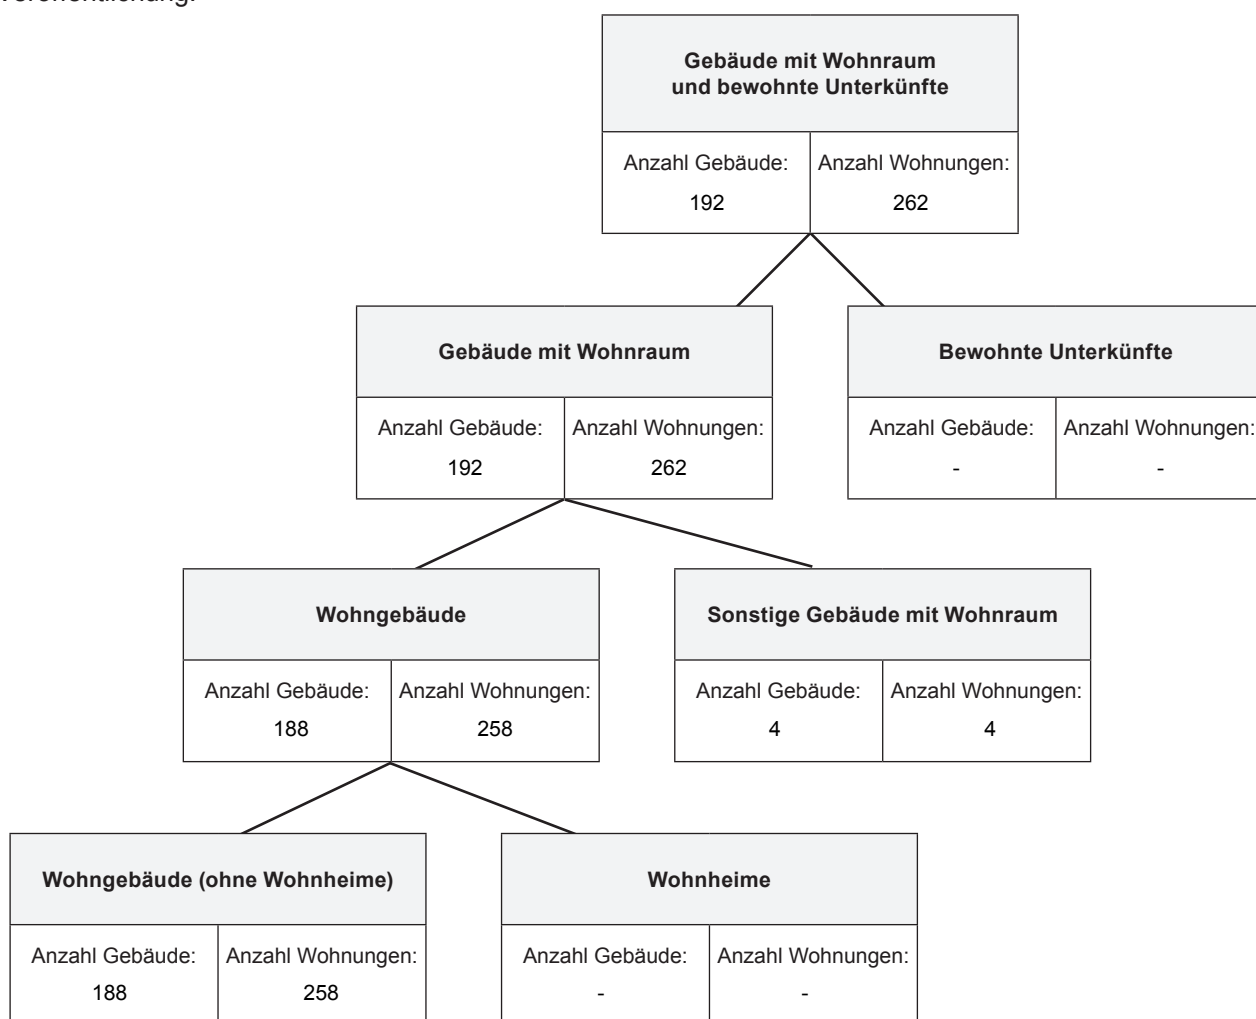 Veröffentlichung.
Gebäude mit Wohnraum
und bewohnte Unterkünfte
Anzahl Gebäude: Anzahl Wohnungen:
192 262
Gebäude mit Wohnraum
Anzahl Gebäude: Anzahl Wohnungen:
192 262
Bewohnte Unterkünfte
Anzahl Gebäude: Anzahl Wohnungen:
- -
Wohngebäude
Anzahl Gebäude: Anzahl Wohnungen:
188 258
Sonstige Gebäude mit Wohnraum
Anzahl Gebäude: Anzahl Wohnungen:
4 4
Wohngebäude (ohne Wohnheime)
Anzahl Gebäude: Anzahl Wohnungen:
188 258
Wohnheime
Anzahl Gebäude: Anzahl Wohnungen:
- -